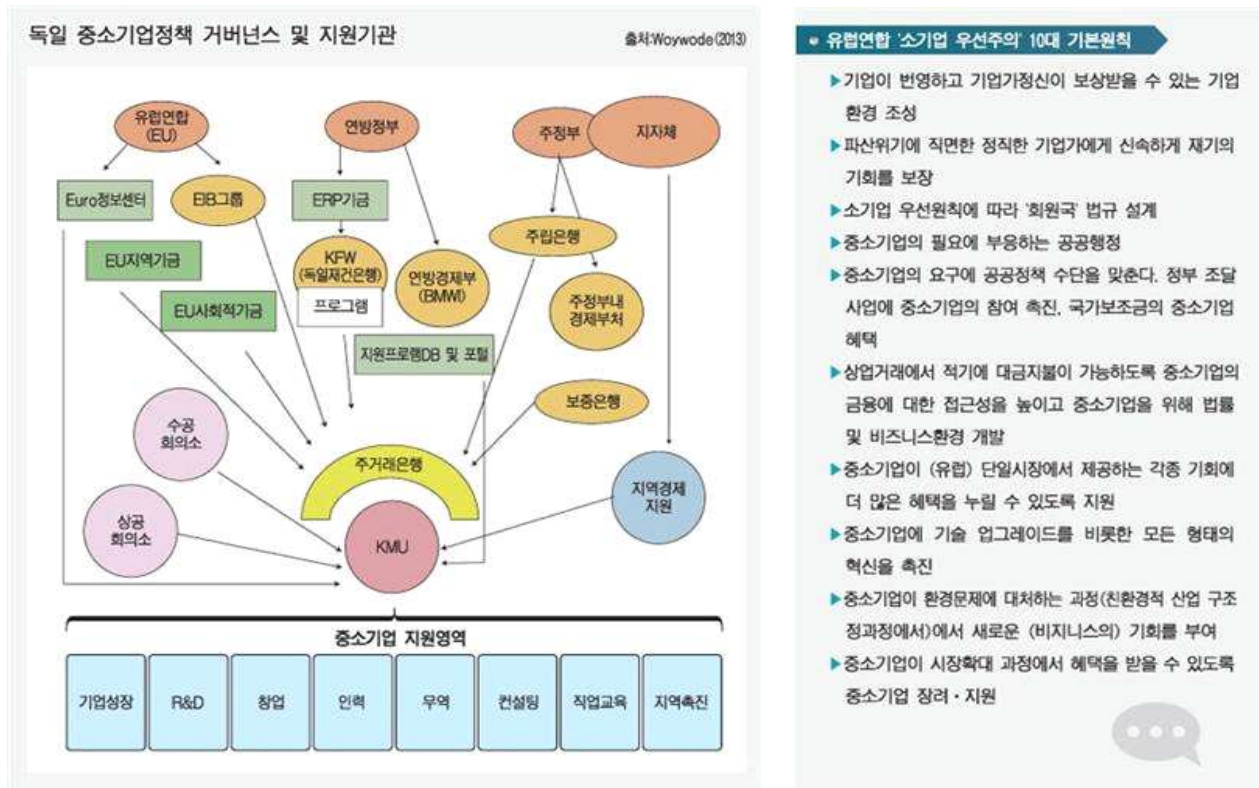 독일 중소기업정책 거버넌스 및 지원기관
출처:Woywode(2013)
유럽연합
(EU)
연방정부
주정부
지자체
Euro정보센터
EIB그룹
ERP기금
주립은행
EU지역기금
KFW
(독일재건은행)
프로그램
연방경제부
(BMWI)
주정부내
경제부처
EU사회적기금
지원프로램DB 및 포털
보증은행
수공
회의소
주거래은행
지역경제
지원
상공
회의소
KMU
중소기업 지원영역
기업성장
R&D
창업
인력
무역
컨설팅
직업교육
지역촉진
유럽연합 '소기업 우선주의' 10대 기본원칙
▶기업이 번영하고 기업가정신이 보상받을 수 있는 기업
환경 조성
▶파산위기에 직면한 정직한 기업가에게 신속하게 재기의
기회를 보장
▶소기업 우선원칙에 따라 '회원국' 법규 설계
▶중소기업의 필요에 부응하는 공공행정
▶중소기업의 요구에 공공정책 수단을 맞춘다. 정부 조달
사업에 중소기업의 참여 촉진, 국가보조금의 중소기업
혜택
▶상업거래에서 적기에 대금지불이 가능하도록 중소기업의
금융에 대한 접근성을 높이고 중소기업을 위해 법률
및 비즈니스환경 개발
▶중소기업이 (유럽) 단일시장에서 제공하는 각종 기회에
더 많은 혜택을 누릴 수 있도록 지원
▶중소기업에 기술 업그레이드를 비롯한 모든 형태의
혁신을 촉진
▶중소기업이 환경문제에 대처하는 과정(친환경적 산업 구조
정과정에서)에서 새로운 (비지니스의) 기회를 부여
▶중소기업이 시장확대 과정에서 혜택을 받을 수 있도록
중소기업 장려·지원